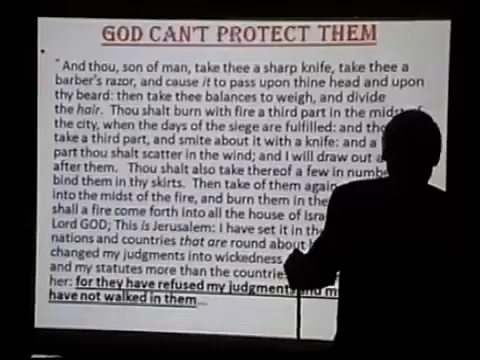 GOD CAN'T PROTECT THEM
"And thou, son of man, take thee a sharp knife, take thee a
barber's razor, and cause it to pass upon thine head and upon
thy beard: then take thee balances to weigh, and divide
the hair. Thou shalt burn with fire a third part in the midst of
the city, when the days of the siege are fulfilled: and
take a third part, and smite about it with a knife: and a
part thou shalt scatter in the wind; and I will draw out a
after them. Thou shalt also take thereof a few in numbe
bind them in thy skirts. Then take of them again
into the midst of the fire, and burn them in the
shall a fire come forth into all the house of Isra
Lord GOD; This is Jerusalem: I have set it in the
nations and countries that are round about
changed my judgments into wickedness
and my statutes more than the countrie
her: for they have refused my judgments and m
have not walked in them...